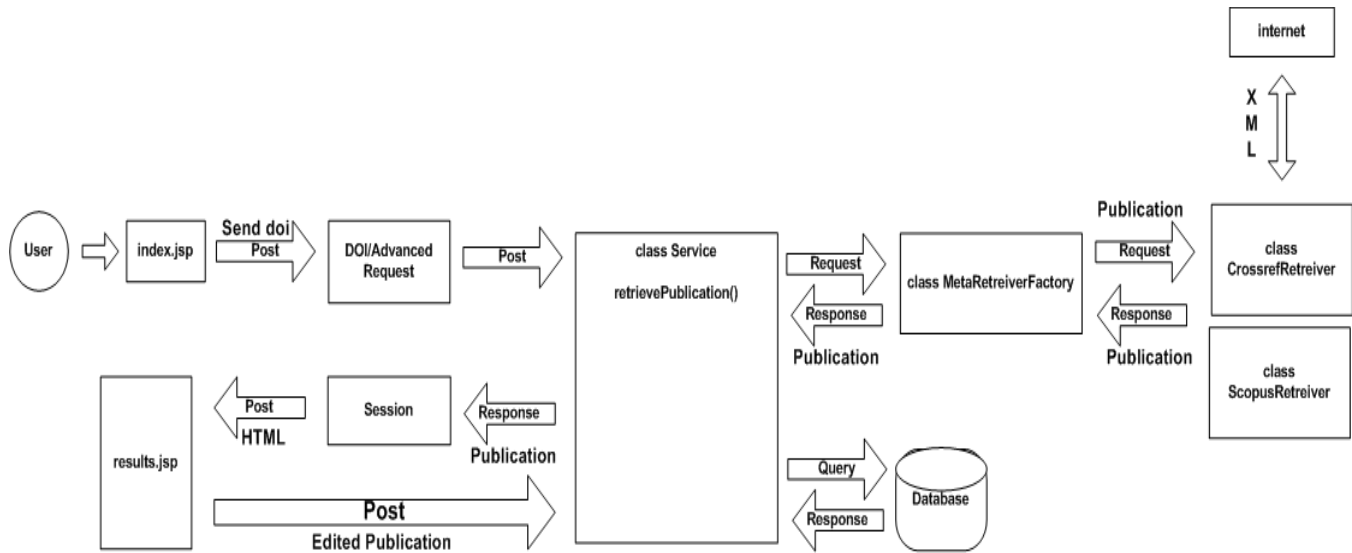 internet
X
M
L
User
index.jsp
Send doi
Post
DOI/Advanced
Request
Post
class Service
retrievePublication()
Request
Response
Publication
class MetaRetreiverFactory
Publication
Request
Response
Publication
class
CrossrefRetreiver
class
ScopusRetreiver
results.jsp
Post
HTML
Session
Response
Publication
Post
Edited Publication
Query
Response
Database